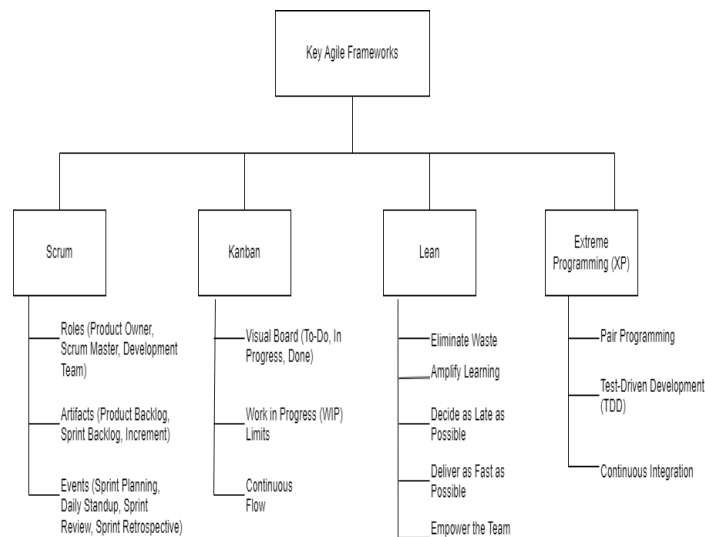 Key Agile Frameworks
Scrum
Kanban
Lean
Extreme
Programming (XP)
Roles (Product Owner,
Scrum Master, Development
Team)
Artifacts (Product Backlog,
Sprint Backlog, Increment)
Events (Sprint Planning,
Daily Standup, Sprint
Review, Sprint Retrospective)
Visual Board (To-Do, In
Progress, Done)
Work in Progress (WIP)
Limits
Continuous
Flow
Eliminate Waste
Amplify Learning
Decide as Late as
Possible
Deliver as Fast as
Possible
Empower the Team
Pair Programming
Test-Driven Development
(TDD)
Continuous Integration